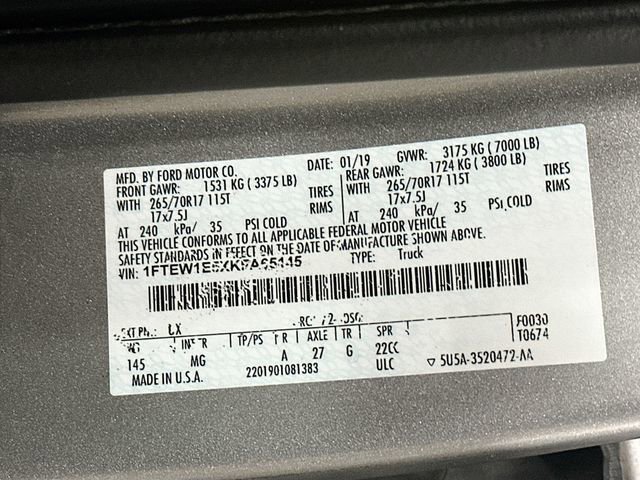 MFD. BY FORD MOTOR CO. DATE: 01/19 GVWR: 3175 KG ( 7000 LB)
FRONT GAWR: 1531 KG ( 3375 LB) REAR GAWR: 1724 KG ( 3800 LB)
WITH 265/70R17 115T TIRES WITH 265/70R17 115T TIRES
17x7.5J RIMS 17x7.5J RIMS
AT 240 kPa/ 35 PSI COLD AT 240 kPa/ 35 PSI COLD
THIS VEHICLE CONFORMS TO ALL APPLICABLE FEDERAL MOTOR VEHICLE
SAFETY STANDARDS IN EFFECT ON THE DATE OF MANUFACTURE SHOWN ABOVE.
VIN: TYPE: Truck
F0030
T0674
TP/PS R AXLE TR SPR
145 MG A 27 G
ULC
MADE IN U.S.A. 2201901081383 5U5A-3520472-AA